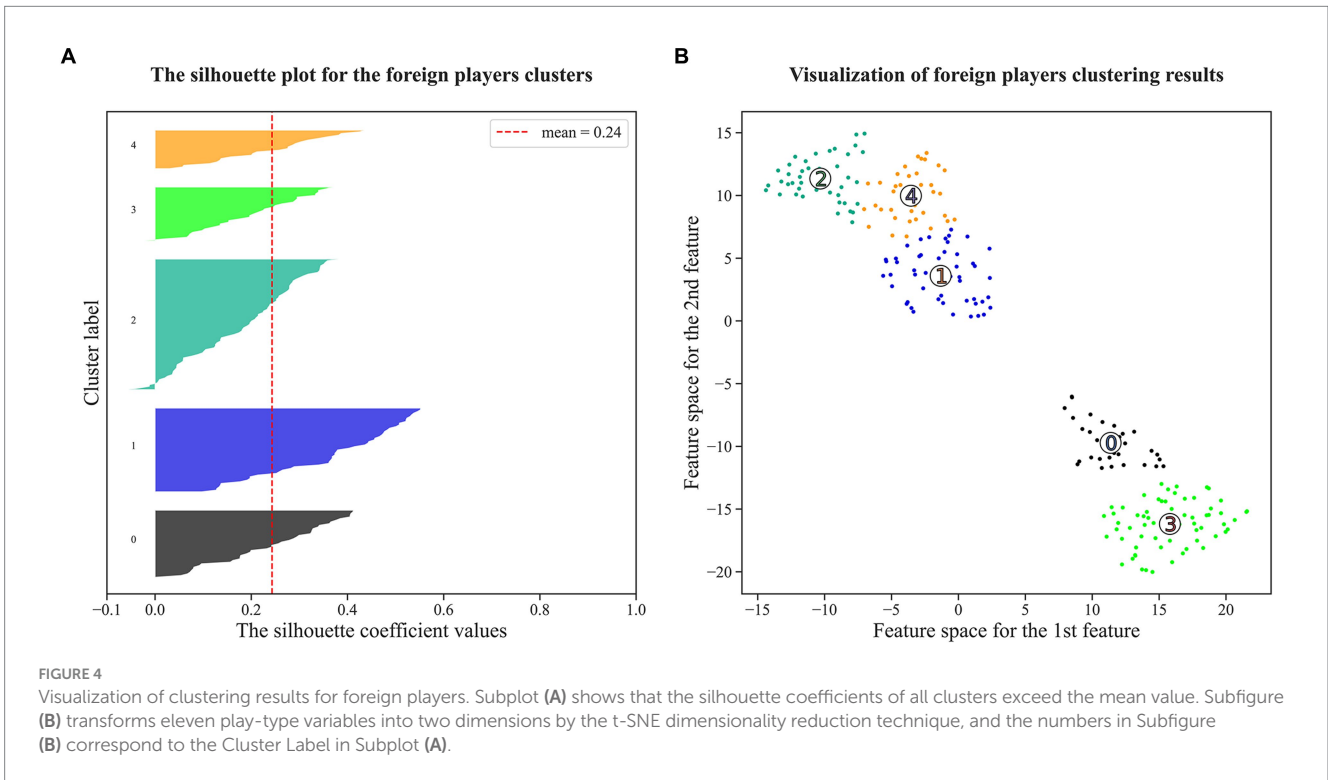 A
The silhouette plot for the foreign players clusters
mean = 0.24
4
3
2
1
0
Cluster label
−0.1 0.0 0.2 0.4 0.6 0.8 1.0
The silhouette coefficient values
B
Visualization of foreign players clustering results
15
10
5
0
−5
−10
−15
−20
Feature space for the 2nd feature
2
4
1
0
3
−15 −10 −5 0 5 10 15 20
Feature space for the 1st feature
FIGURE 4
Visualization of clustering results for foreign players. Subplot (A) shows that the silhouette coefficients of all clusters exceed the mean value. Subfigure
(B) transforms eleven play-type variables into two dimensions by the t-SNE dimensionality reduction technique, and the numbers in Subfigure
(B) correspond to the Cluster Label in Subplot (A).